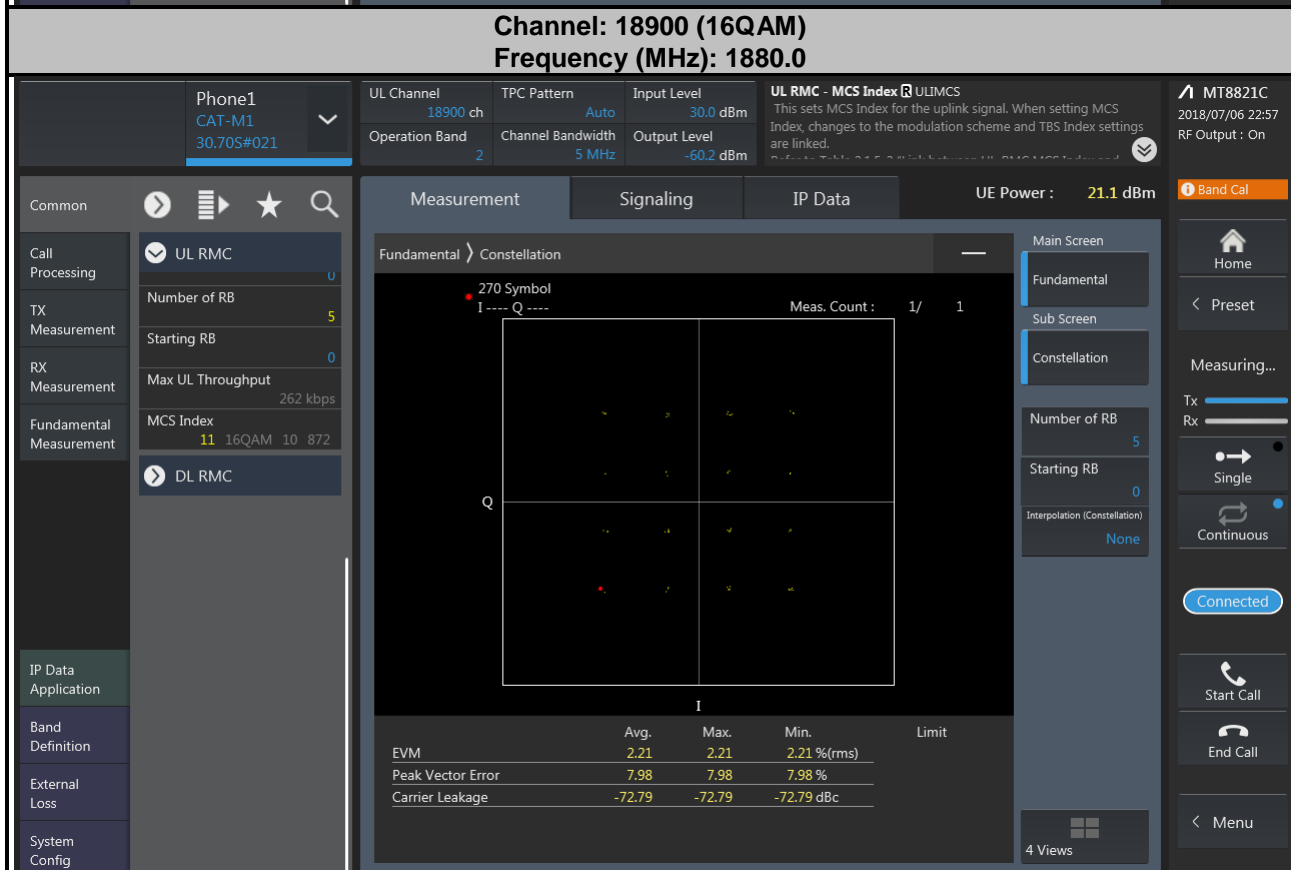 Channel: 18900 (16QAM)
Frequency (MHz): 1880.0
Phone1
CAT-M1
30.70S#021
UL Channel
18900 ch
TPC Pattern
Auto
Input Level
30.0 dBm
Operation Band
2
Channel Bandwidth
5 MHz
Output Level
-60.2 dBm
UL RMC - MCS Index R ULIMCS
This sets MCS Index for the uplink signal. When setting MCS
Index, changes to the modulation scheme and TBS Index settings
are linked.
MT8821C
2018/07/06 22:57
RF Output : On
Common
Call
Processing
TX
Measurement
RX
Measurement
Fundamental
Measurement
IP Data
Application
Band
Definition
External
Loss
System
Config
UL RMC
0
Number of RB
5
Starting RB
0
Max UL Throughput
262 kbps
MCS Index
11 16QAM 10 872
DL RMC
Measurement
Signaling
IP Data
UE Power : 21.1 dBm
Fundamental 〉 Constellation
270 Symbol
I ---- Q ----
Meas. Count : 1/ 1
Q
I
Avg. Max. Min. Limit
EVM 2.21 2.21 2.21 %(rms)
Peak Vector Error 7.98 7.98 7.98 %
Carrier Leakage -72.79 -72.79 -72.79 dBc
Main Screen
Fundamental
Sub Screen
Constellation
Number of RB
5
Starting RB
0
Interpolation (Constellation)
None
4 Views
Band Cal
Home
< Preset
Measuring...
Tx
Rx
Single
Continuous
Connected
Start Call
End Call
< Menu